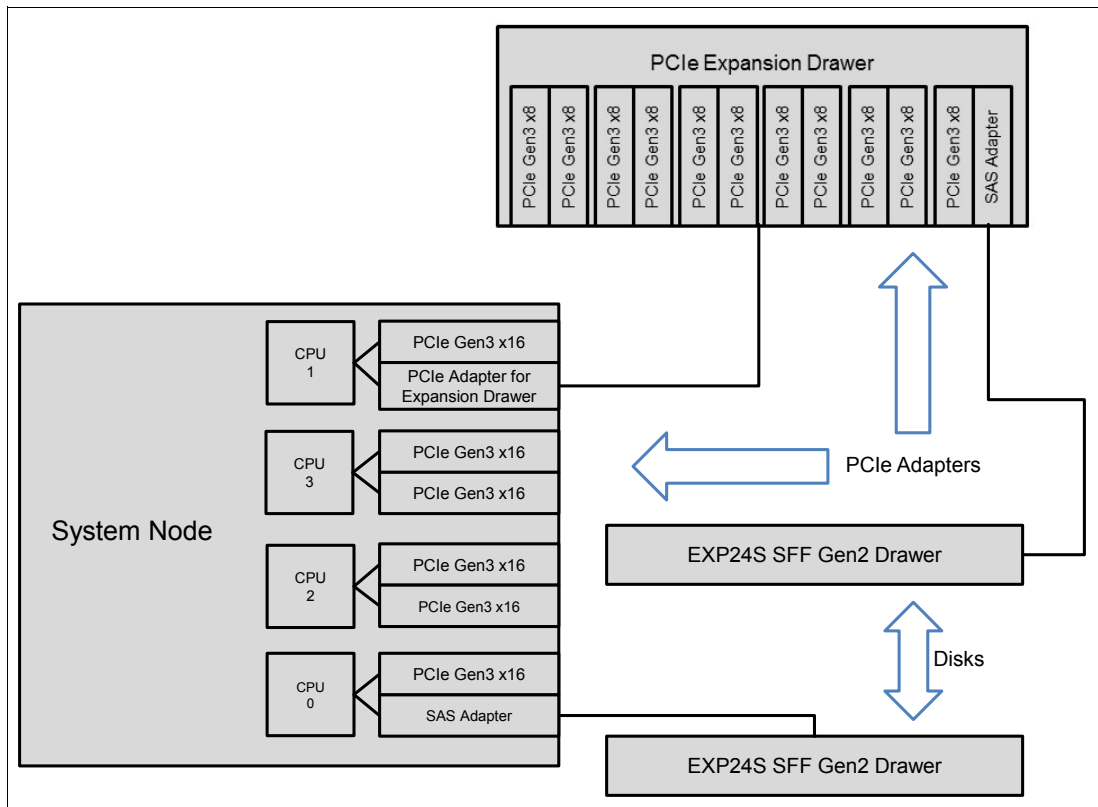 PCIe Expansion Drawer
PCIe Gen3 x8
PCIe Gen3 x8
PCIe Gen3 x8
PCIe Gen3 x8
PCIe Gen3 x8
PCIe Gen3 x8
PCIe Gen3 x8
PCIe Gen3 x8
PCIe Gen3 x8
PCIe Gen3 x8
PCIe Gen3 x8
SAS Adapter
System Node
CPU
1
PCIe Gen3 x16
PCIe Adapter for
Expansion Drawer
CPU
3
PCIe Gen3 x16
PCIe Gen3 x16
CPU
2
PCIe Gen3 x16
PCIe Gen3 x16
CPU
0
PCIe Gen3 x16
SAS Adapter
PCIe Adapters
EXP24S SFF Gen2 Drawer
Disks
EXP24S SFF Gen2 Drawer